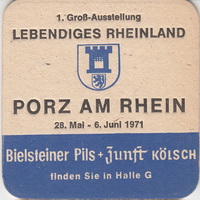 1. Groß-Ausstellung
LEBENDIGES RHEINLAND
PORZ AM RHEIN
28. Mai - 6. Juni 1971
Bielsteiner Pils + Zunft KÖLSCH
finden Sie in Halle G